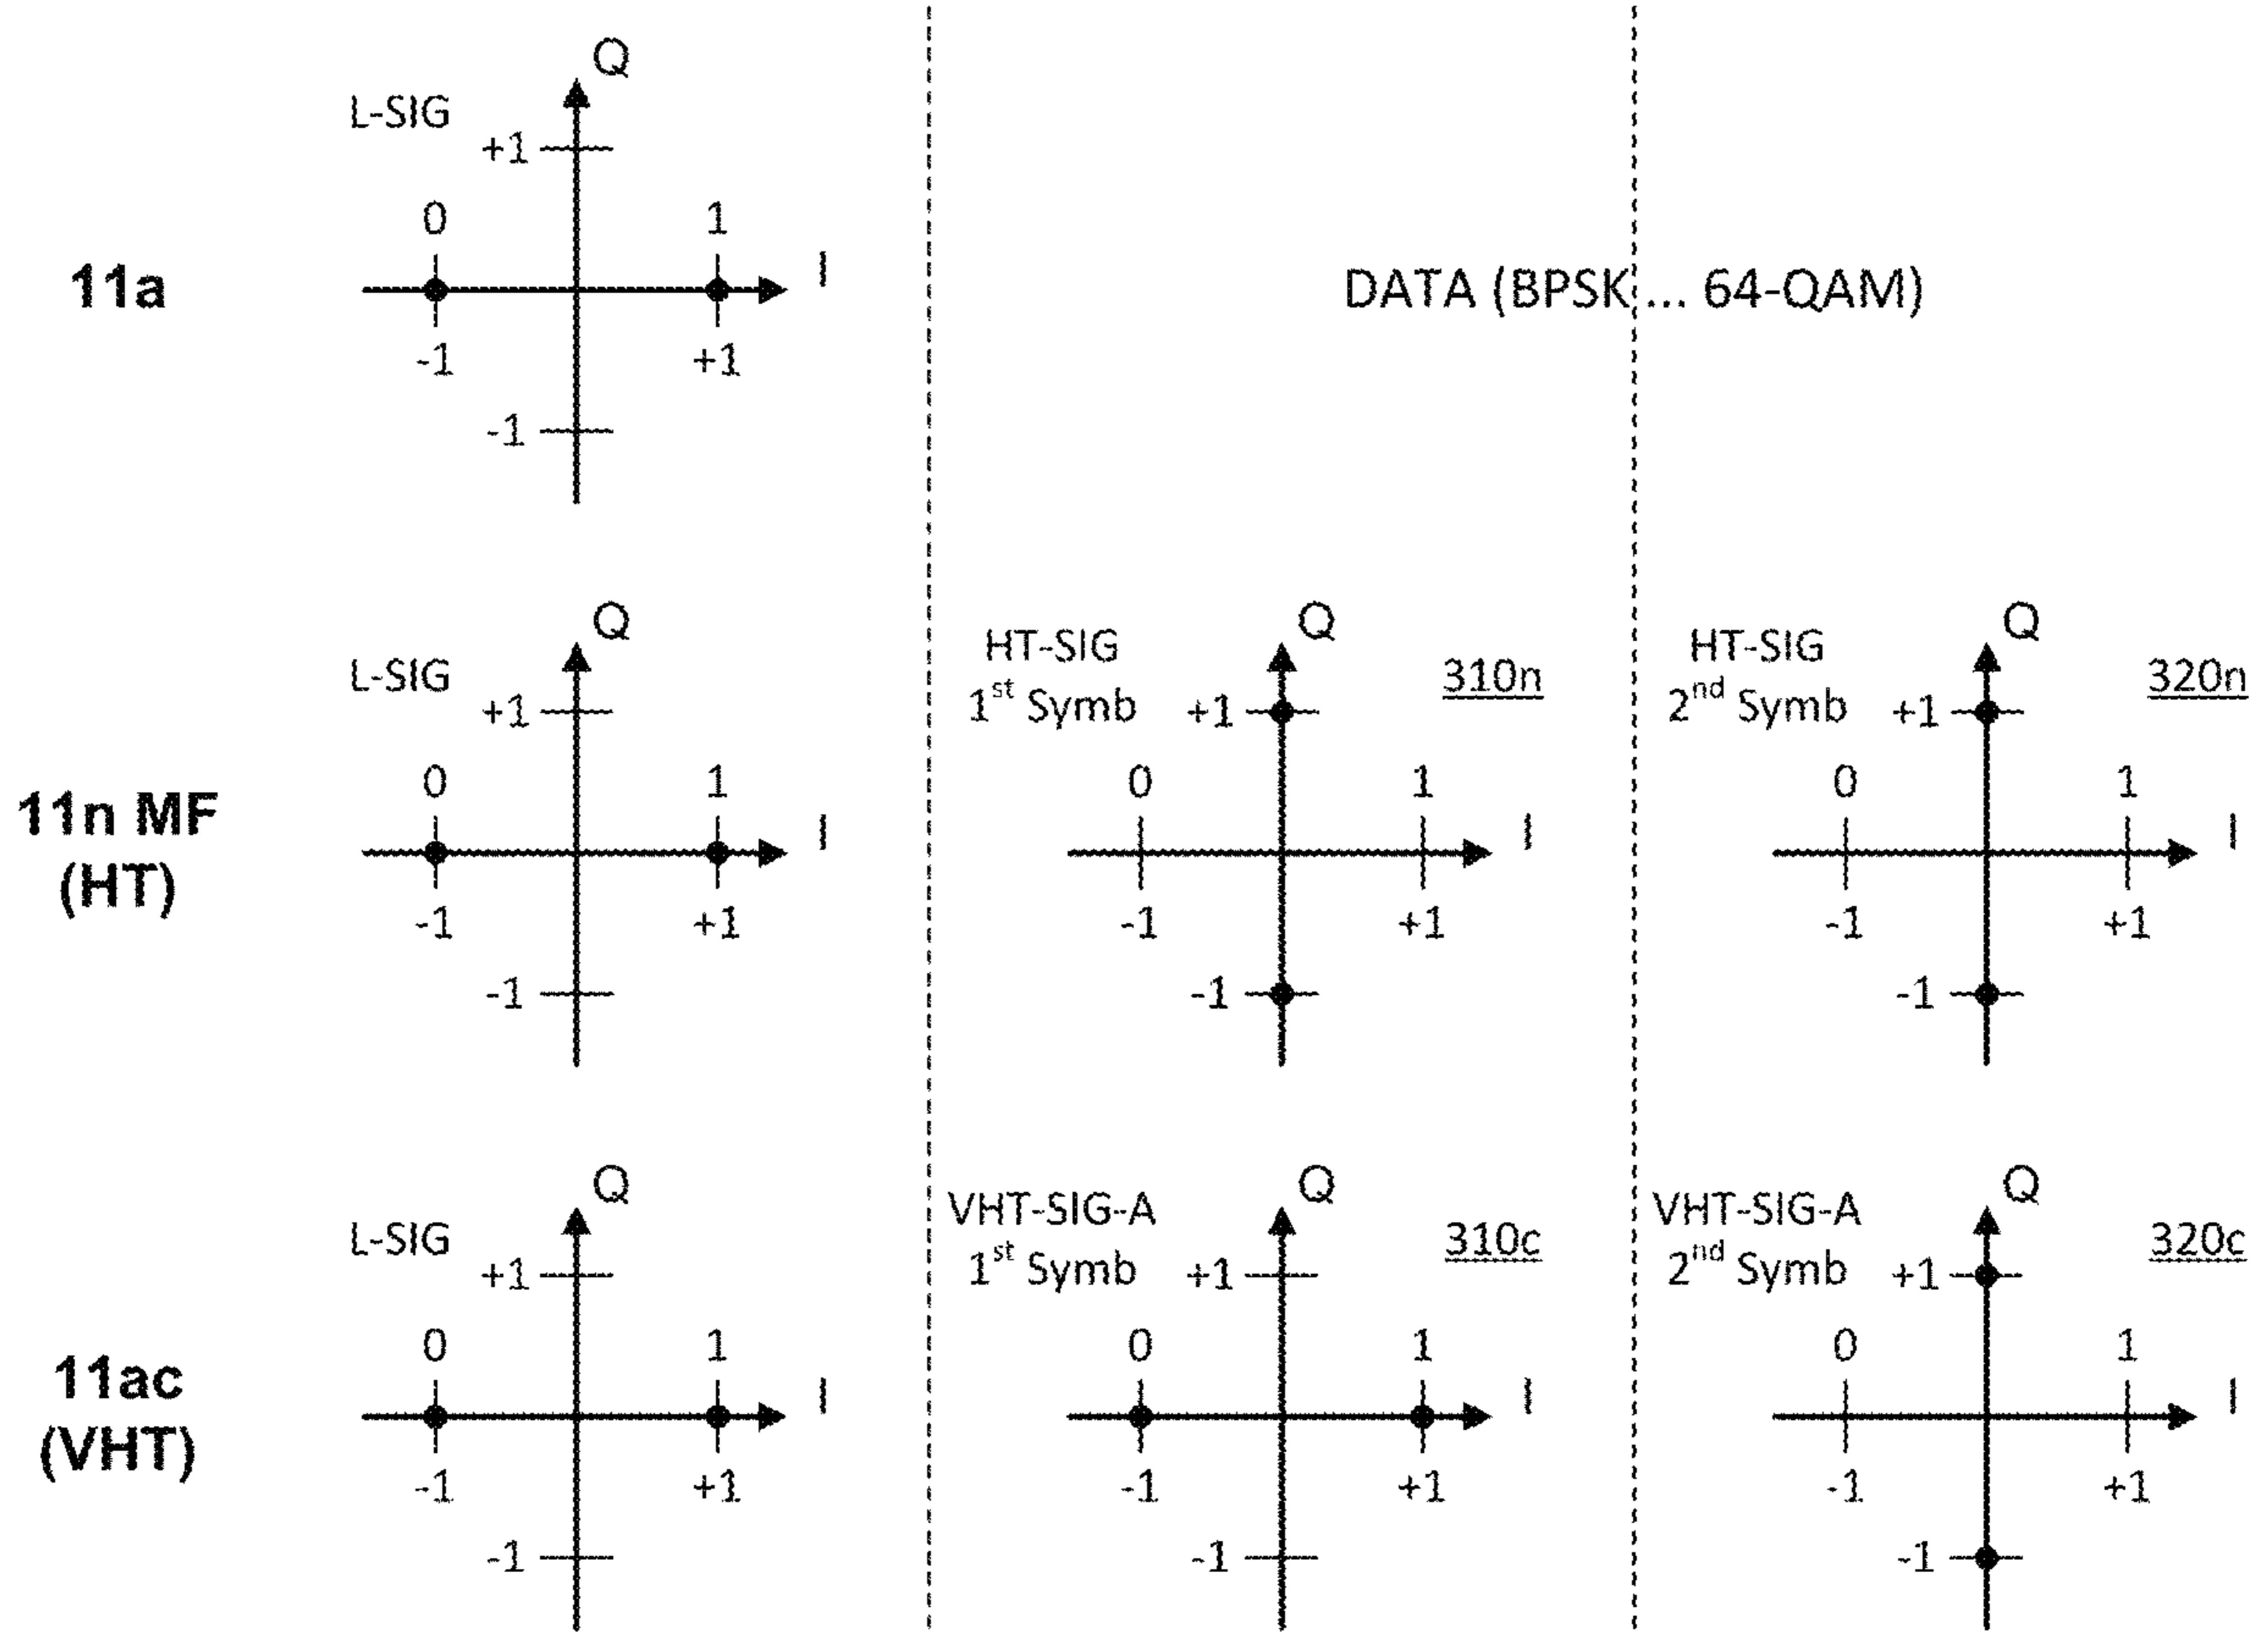 Q
L-SIG
+1
0 1
I
11a
-1 +1
-1
DATA (BPSK ... 64-QAM)
Q
L-SIG
+1
0 1
I
11n MF
(HT)
-1 +1
-1
Q
HT-SIG
1st Symb
310n
+1
0 1
I
-1 +1
-1
Q
HT-SIG
2nd Symb
320n
+1
0 1
I
-1 +1
-1
Q
L-SIG
+1
0 1
I
11ac
(VHT)
-1 +1
-1
Q
VHT-SIG-A
1st Symb
310c
+1
0 1
I
-1 +1
-1
Q
VHT-SIG-A
2nd Symb
320c
+1
0 1
I
-1 +1
-1